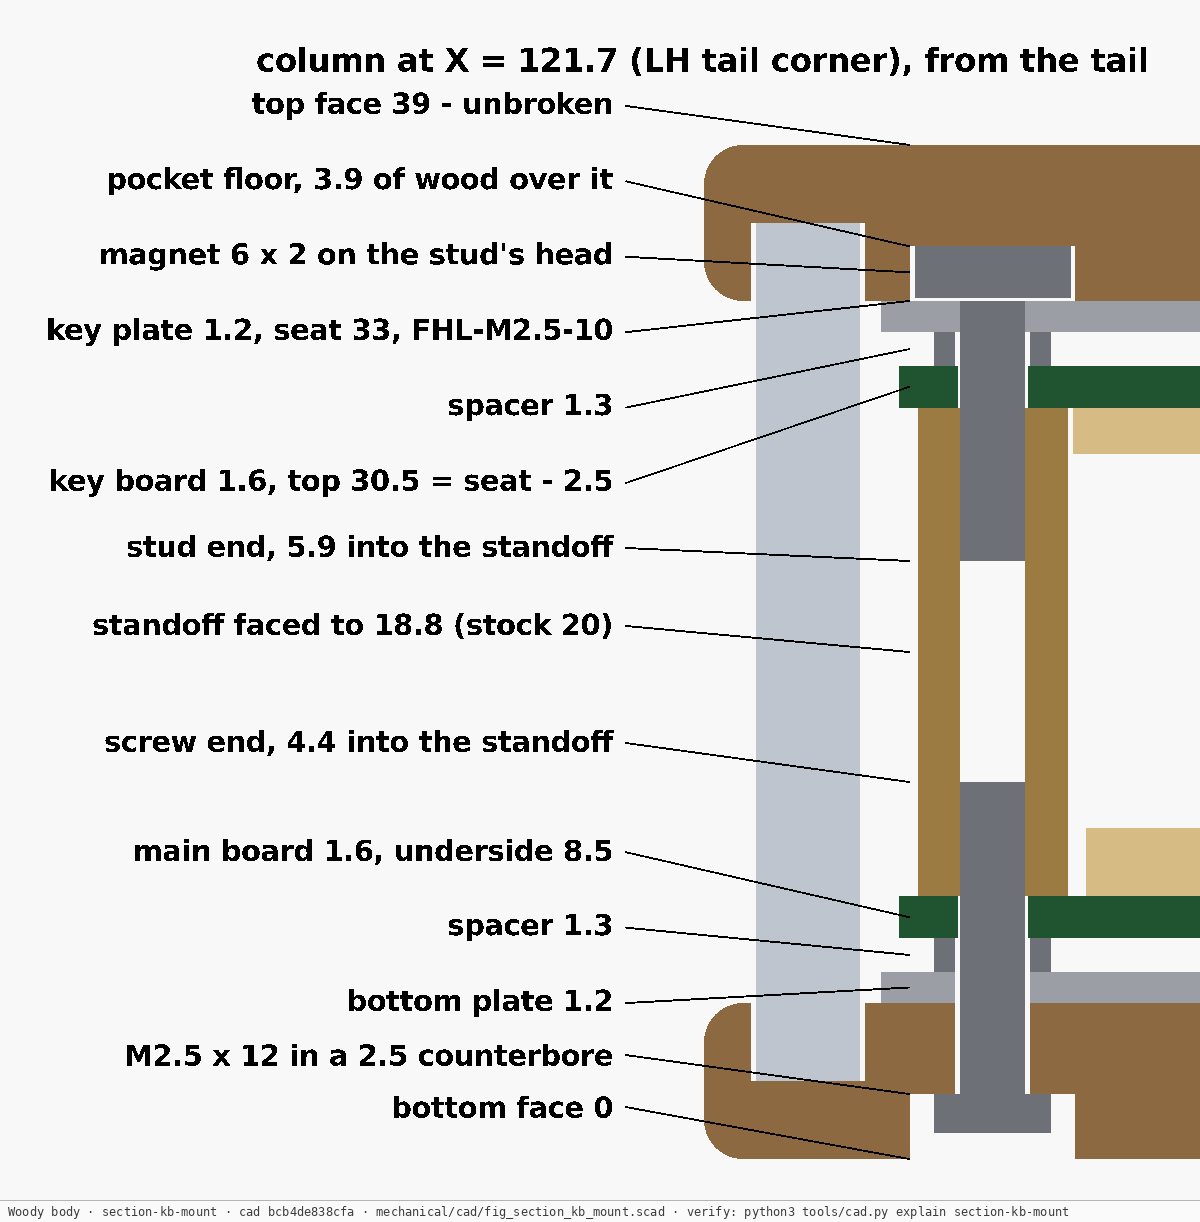 column at X = 121.7 (LH tail corner), from the tail
top face 39 - unbroken
pocket floor, 3.9 of wood over it
magnet 6 x 2 on the stud's head
key plate 1.2, seat 33, FHL-M2.5-10
spacer 1.3
key board 1.6, top 30.5 = seat - 2.5
stud end, 5.9 into the standoff
standoff faced to 18.8 (stock 20)
screw end, 4.4 into the standoff
main board 1.6, underside 8.5
spacer 1.3
bottom plate 1.2
M2.5 x 12 in a 2.5 counterbore
bottom face 0
Woody body · section-kb-mount · cad bcb4de838cfa · mechanical/cad/fig_section_kb_mount.scad · verify: python3 tools/cad.py explain section-kb-mount